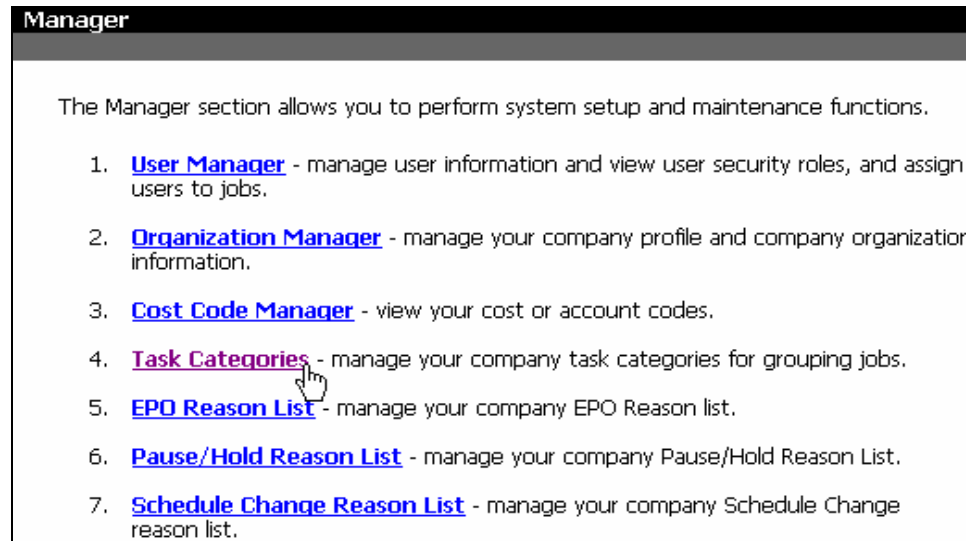 Manager
The Manager section allows you to perform system setup and maintenance functions.
1. User Manager - manage user information and view user security roles, and assign
users to jobs.
2. Organization Manager - manage your company profile and company organization
information.
3. Cost Code Manager - view your cost or account codes.
4. Task Categories - manage your company task categories for grouping jobs.
5. EPO Reason List - manage your company EPO Reason list.
6. Pause/Hold Reason List - manage your company Pause/Hold Reason List.
7. Schedule Change Reason List - manage your company Schedule Change
reason list.